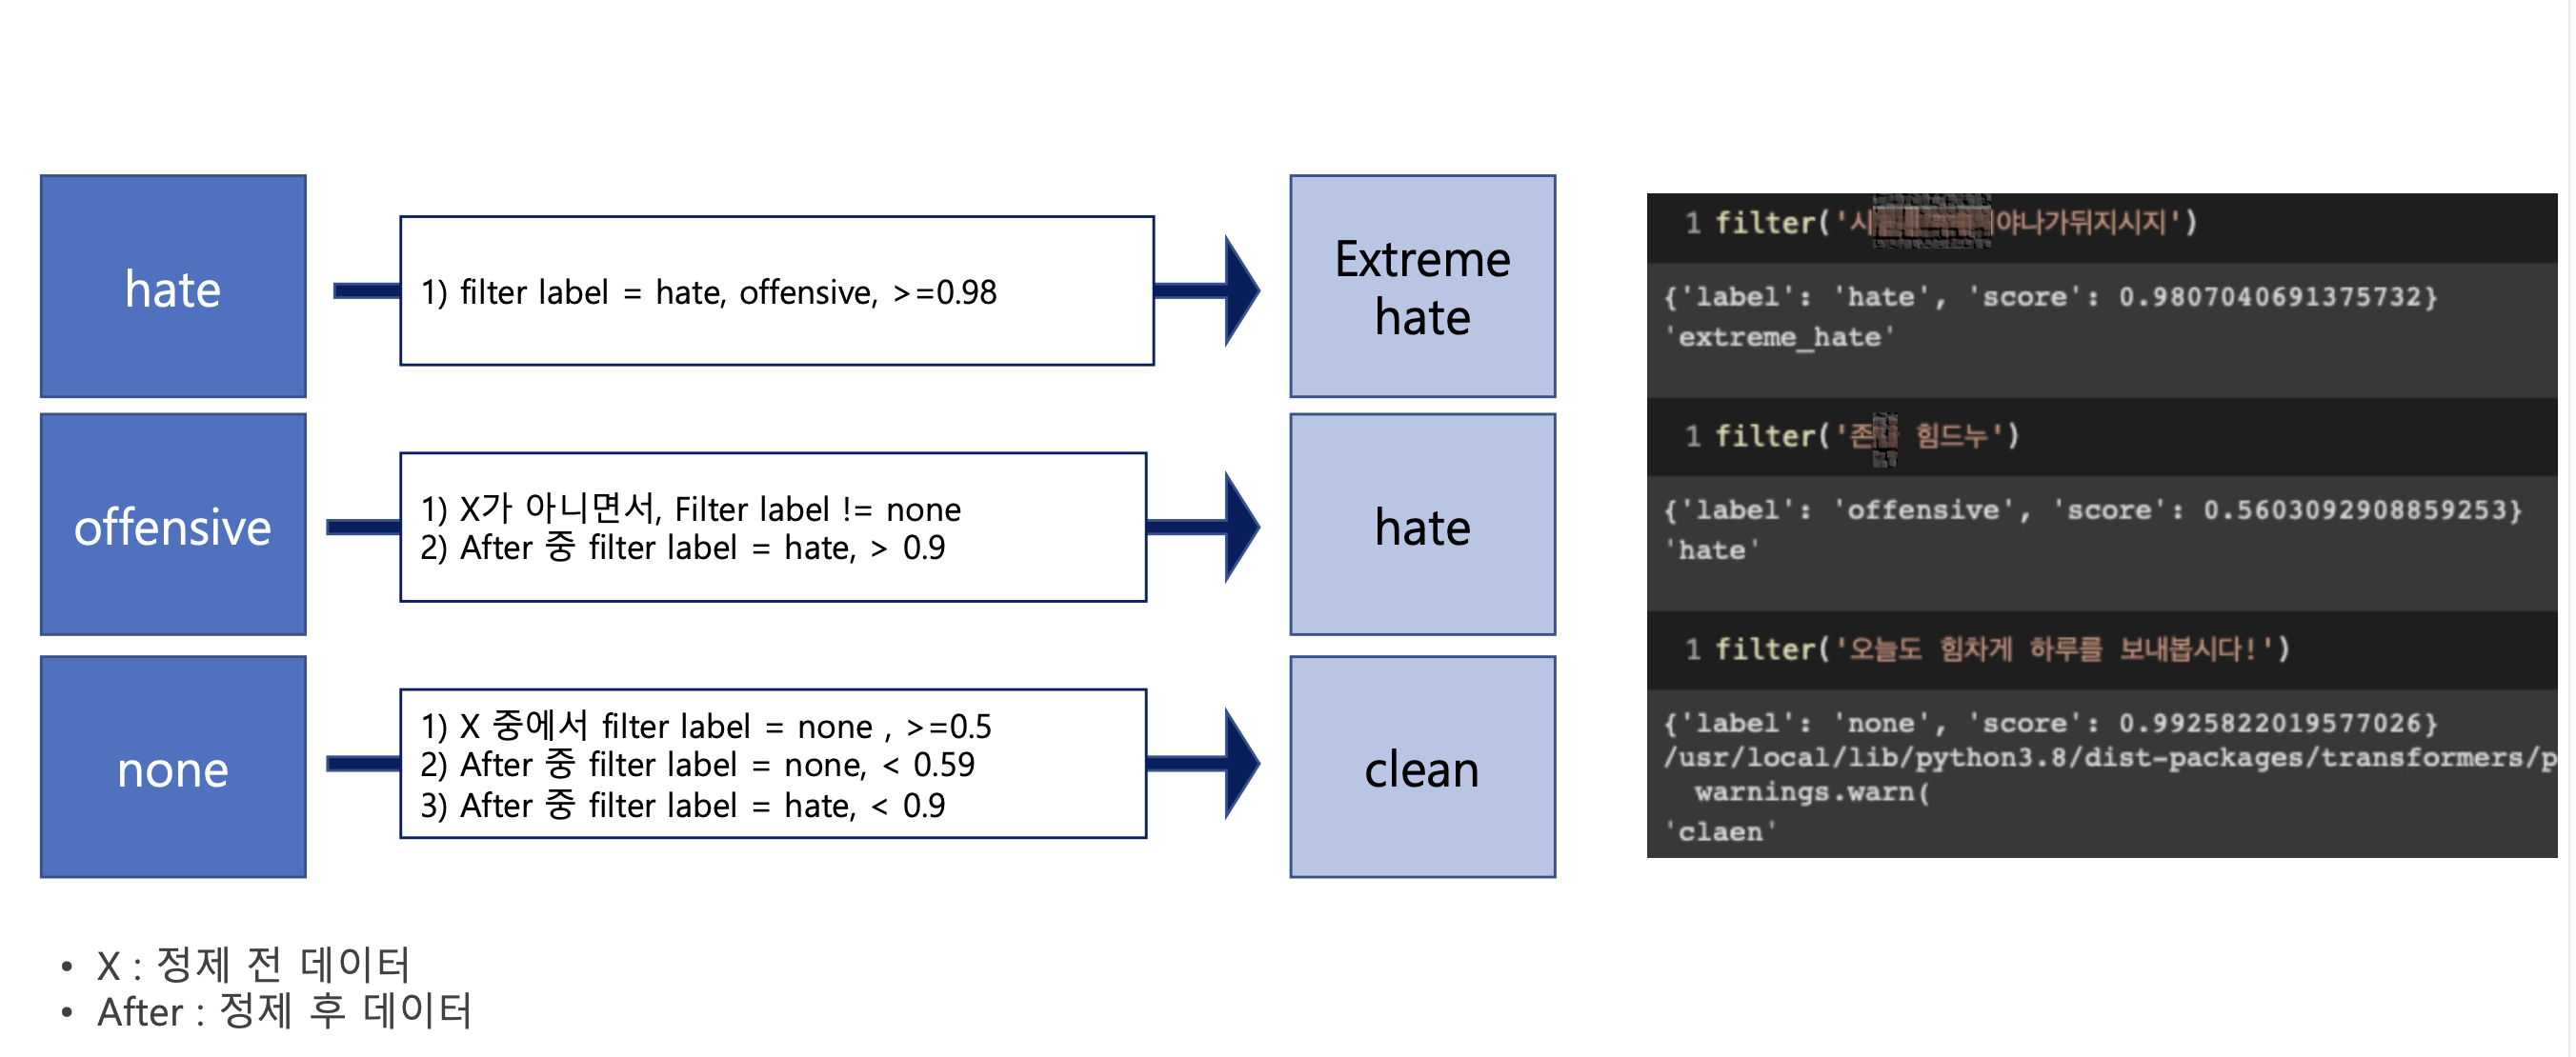 hate
1) filter label = hate, offensive, >=0.98
Extreme
hate
offensive
1) X가 아니면서, Filter label != none
2) After 중 filter label = hate, > 0.9
hate
none
1) X 중에서 filter label = none , >=0.5
2) After 중 filter label = none, < 0.59
3) After 중 filter label = hate, < 0.9
clean
• X : 정제 전 데이터
• After : 정제 후 데이터
1 filter('시 야나가뒤지시지')
{'label': 'hate', 'score': 0.9807040691375732}
'extreme_hate'
1 filter('존 힘드누')
{'label': 'offensive', 'score': 0.5603092908859253}
'hate'
1 filter('오늘도 힘차게 하루를 보내봅시다!')
{'label': 'none', 'score': 0.9925822019577026}
/usr/local/lib/python3.8/dist-packages/transformers/p
warnings.warn(
'claen'